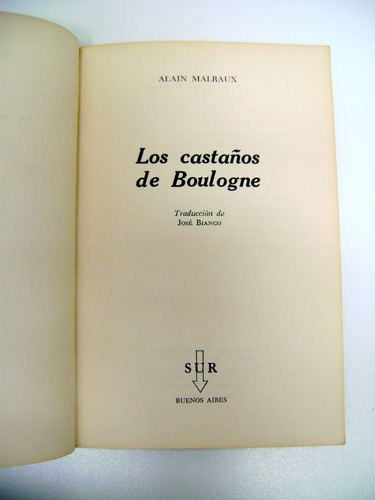 ALAIN MALRAUX
Los castaños
de Boulogne
Traducción de
JOSÉ BIANCO
SUR
BUENOS AIRES